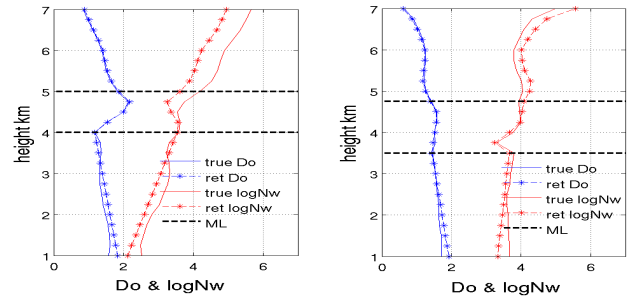 7
6
5
4
3
2
1
height km
true Do
ret Do
true logNw
ret logNw
ML
0 2 4 6
Do & logNw
7
6
5
4
3
2
1
height km
true Do
ret Do
true logNw
ret logNw
ML
0 2 4 6
Do & logNw